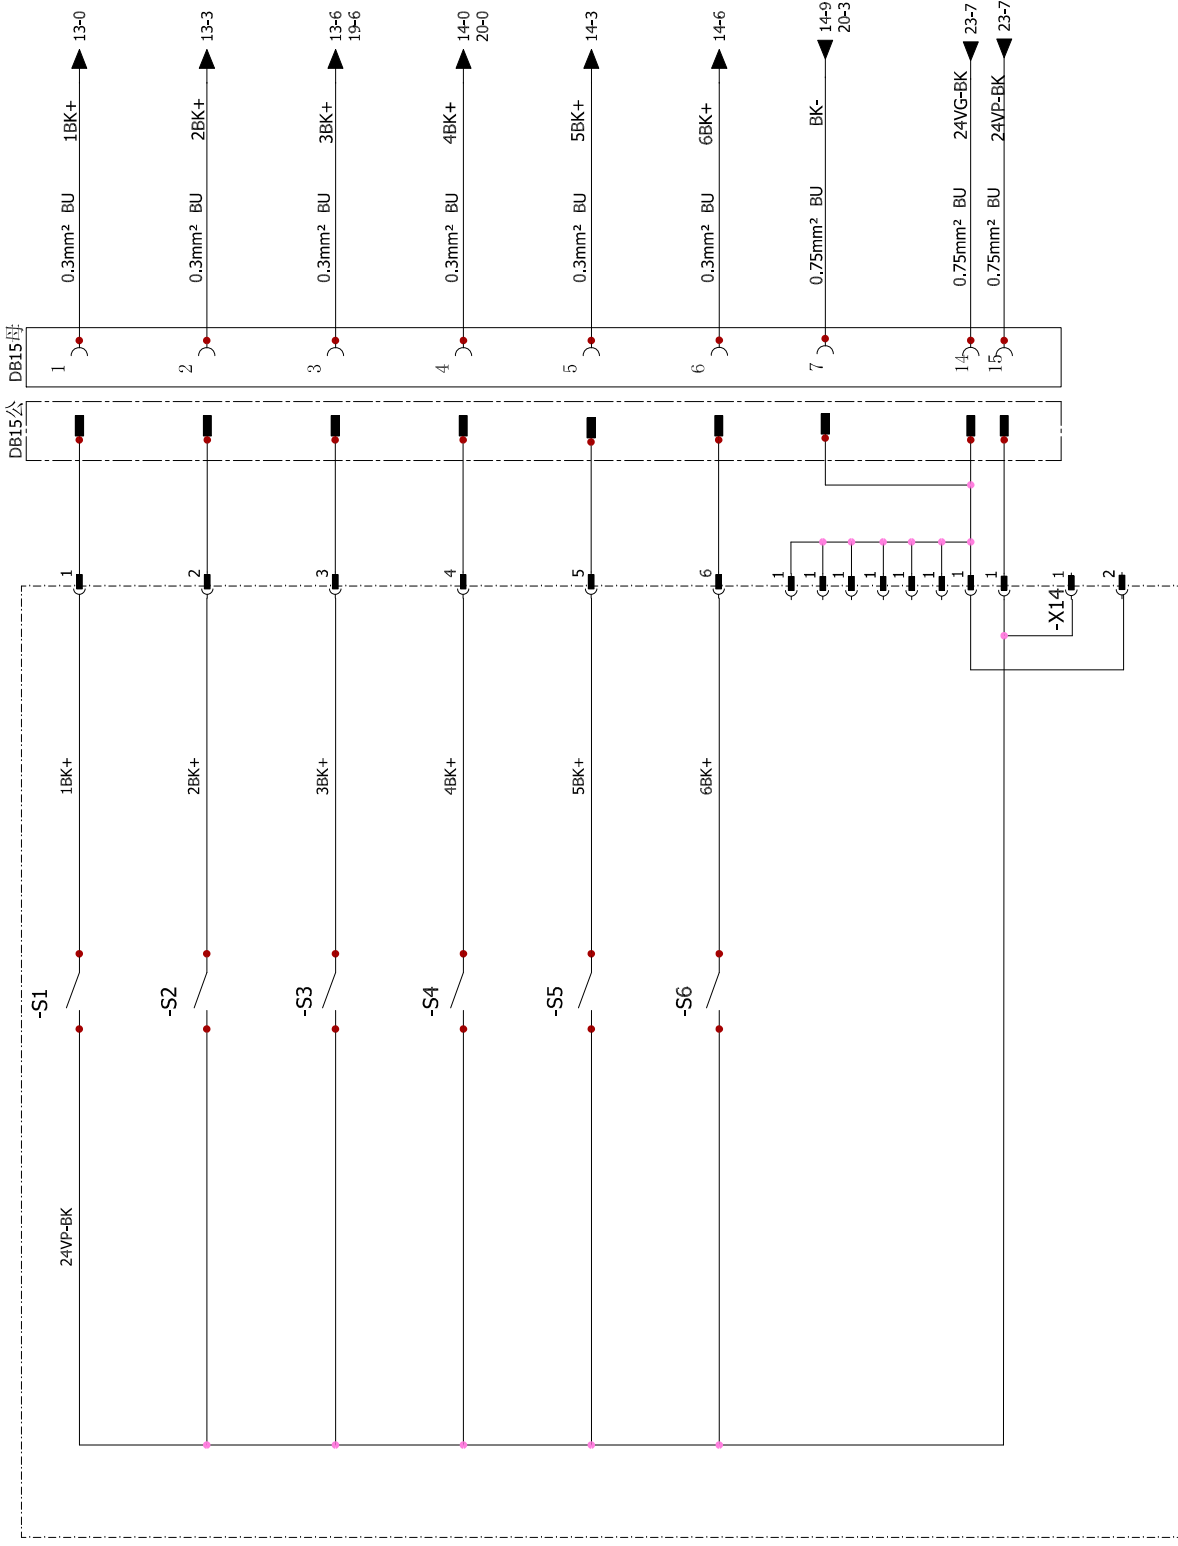 13-0
13-3
13-6
19-6
14-0
20-0
14-3
14-6
14-9
20-3
23-7
23-7
1BK+
2BK+
3BK+
4BK+
5BK+
6BK+
BK-
24VG-BK
24VP-BK
0.3mm² BU
0.3mm² BU
0.3mm² BU
0.3mm² BU
0.3mm² BU
0.3mm² BU
0.75mm² BU
0.75mm² BU
0.75mm² BU
DB15母
1
2
3
4
5
6
7
14
15
DB15公
1
2
3
4
5
6
1
1
1
1
1
1
1
1
1
2
-X14
1BK+
2BK+
3BK+
4BK+
5BK+
6BK+
-S1
-S2
-S3
-S4
-S5
-S6
24VP-BK